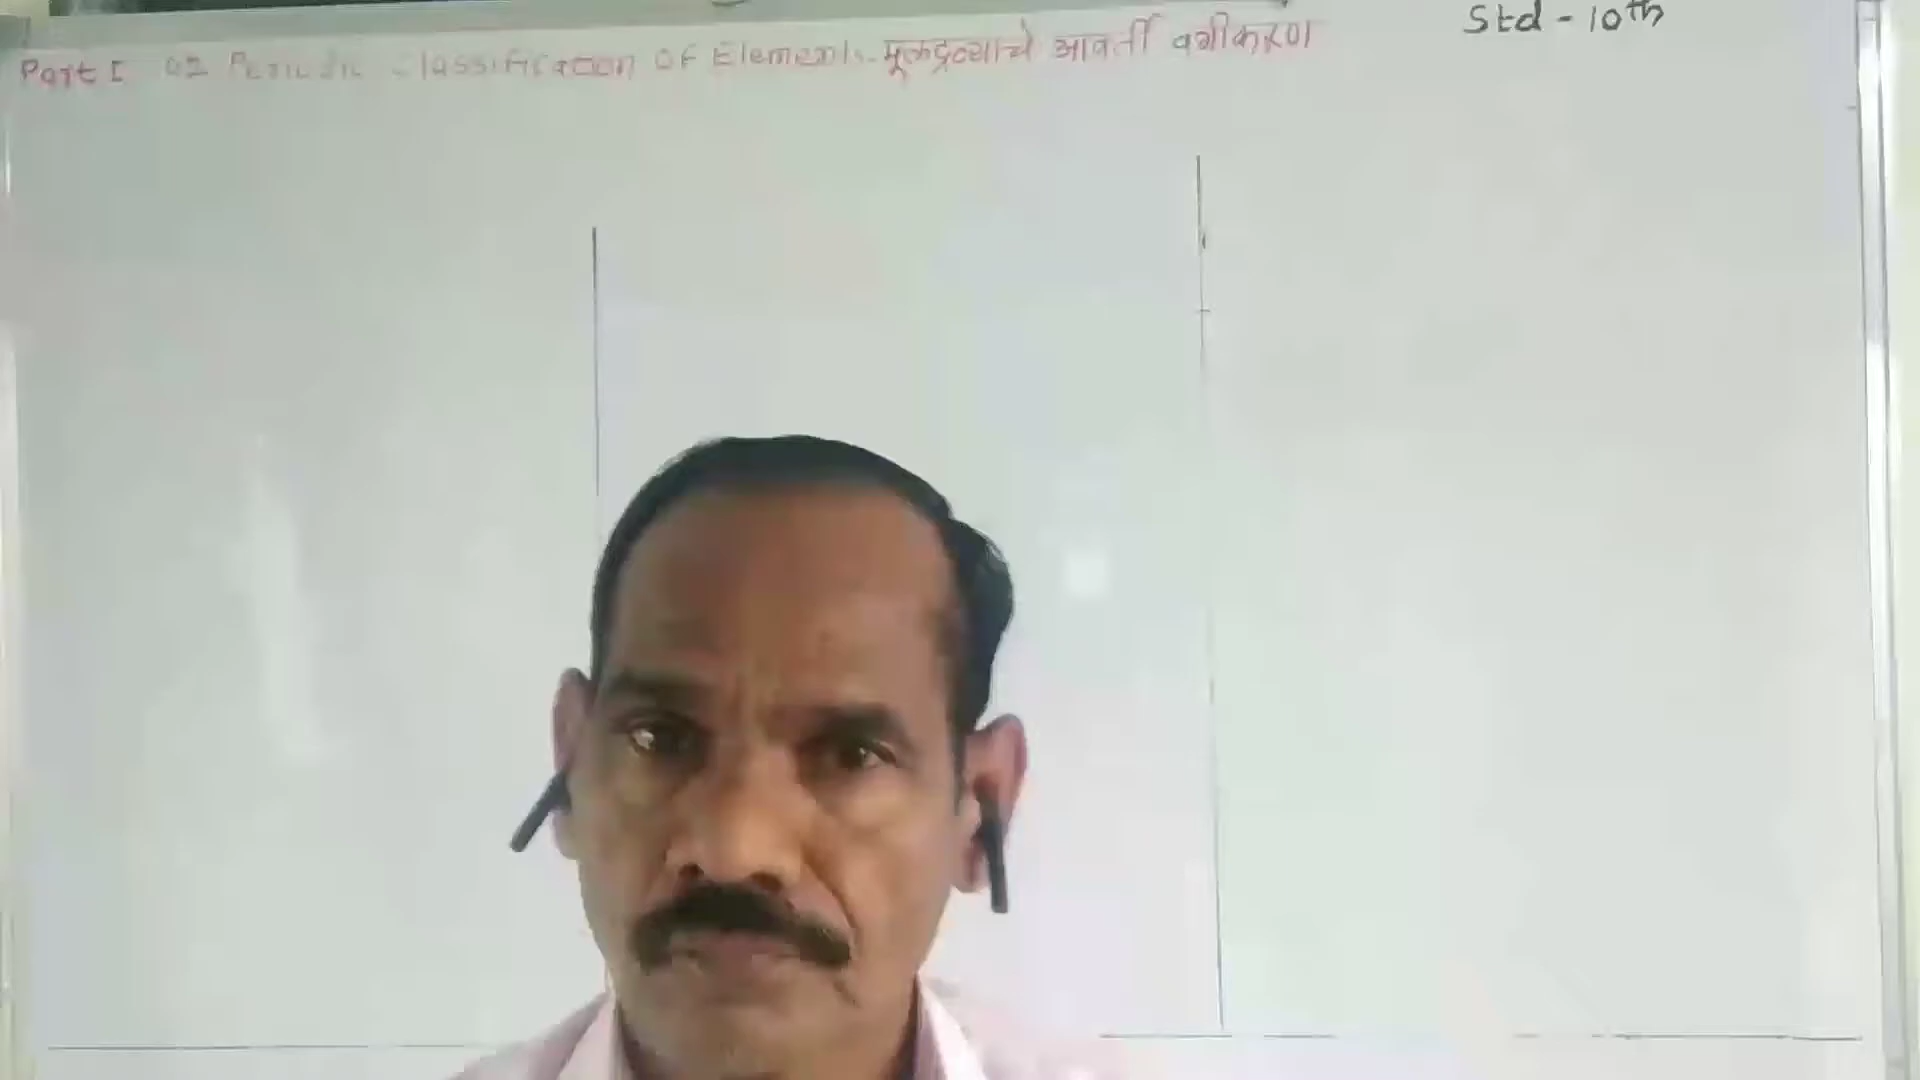 Part I 02 Periodic Classification of Elements. मूलद्रव्याचे आवर्ती वर्गीकरण
Std - 10th